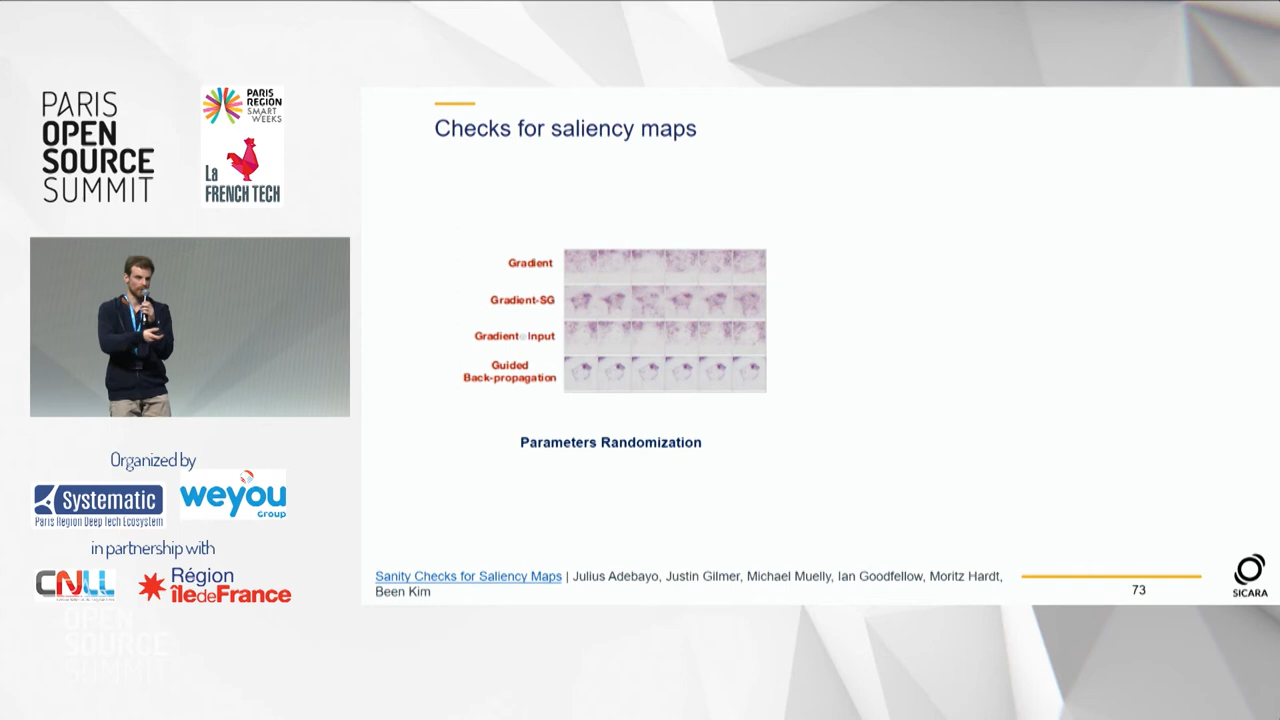 PARIS
OPEN
SOURCE
SUMMIT
PARIS
REGION
SMART
WEEKS
La
FRENCH TECH
Checks for saliency maps
Gradient
Gradient-SG
Gradient⊙Input
Guided
Back-propagation
Parameters Randomization
Organized by
Systematic
Paris Region Deep Tech Ecosystem
weyou
Group
in partnership with
CNLL
Région
îledeFrance
Sanity Checks for Saliency Maps | Julius Adebayo, Justin Gilmer, Michael Muelly, Ian Goodfellow, Moritz Hardt,
Been Kim
73
SICARA
OPEN
SOURCE
SUMMIT